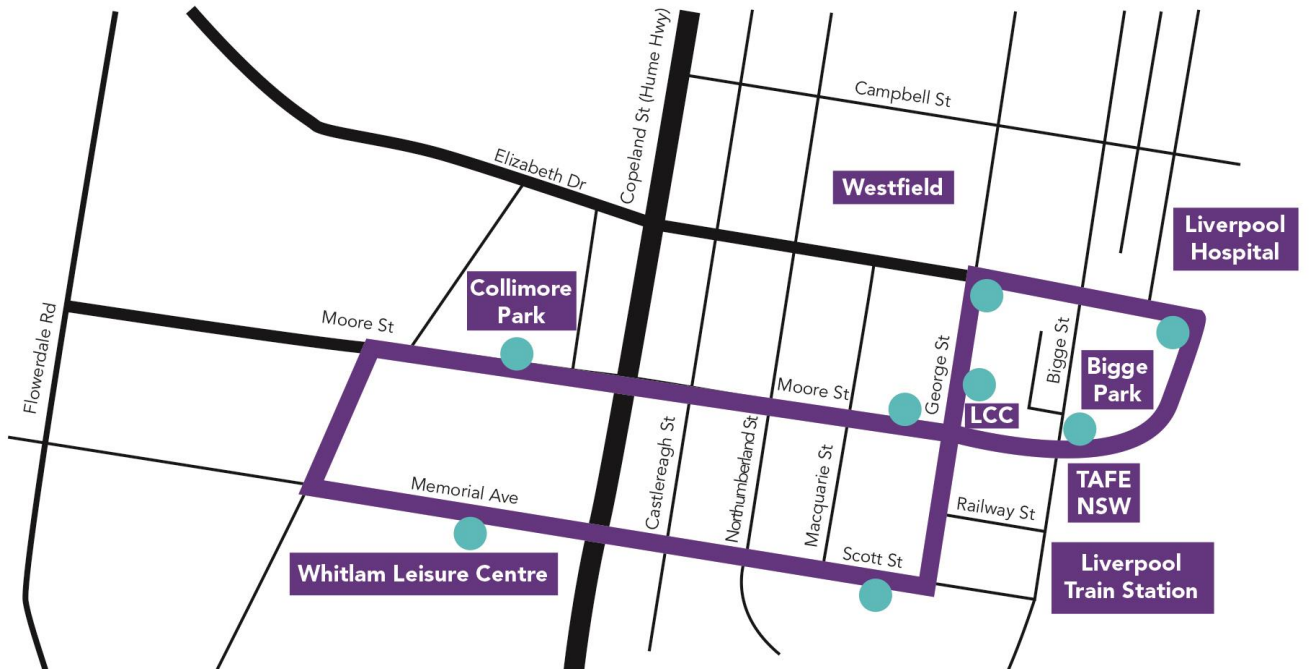 Copeland St (Hume Hwy)
Campbell St
Elizabeth Dr
Westfield
Liverpool
Hospital
Collimore
Park
Moore St
Flowerdale Rd
George St
Bigge St
Bigge
Park
Moore St
LCC
Castlereagh St
Northumberland St
Macquarie St
TAFE
NSW
Memorial Ave
Railway St
Scott St
Whitlam Leisure Centre
Liverpool
Train Station